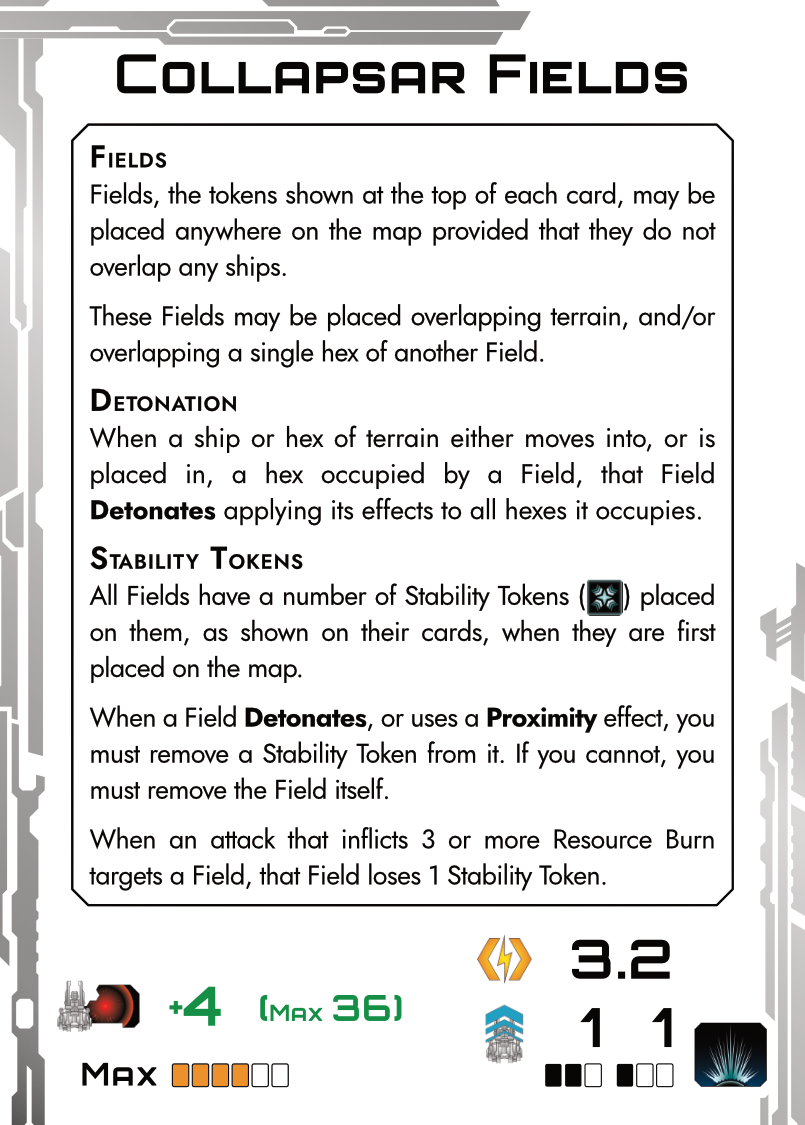 Collapsar Fields
Fields
Fields, the tokens shown at the top of each card, may be
placed anywhere on the map provided that they do not
overlap any ships.
These Fields may be placed overlapping terrain, and/or
overlapping a single hex of another Field.
Detonation
When a ship or hex of terrain either moves into, or is
placed in, a hex occupied by a Field, that Field
Detonates applying its effects to all hexes it occupies.
Stability Tokens
All Fields have a number of Stability Tokens ( ) placed
on them, as shown on their cards, when they are first
placed on the map.
When a Field Detonates, or uses a Proximity effect, you
must remove a Stability Token from it. If you cannot, you
must remove the Field itself.
When an attack that inflicts 3 or more Resource Burn
targets a Field, that Field loses 1 Stability Token.
3.2
+4 (Max 36)
1 1
Max